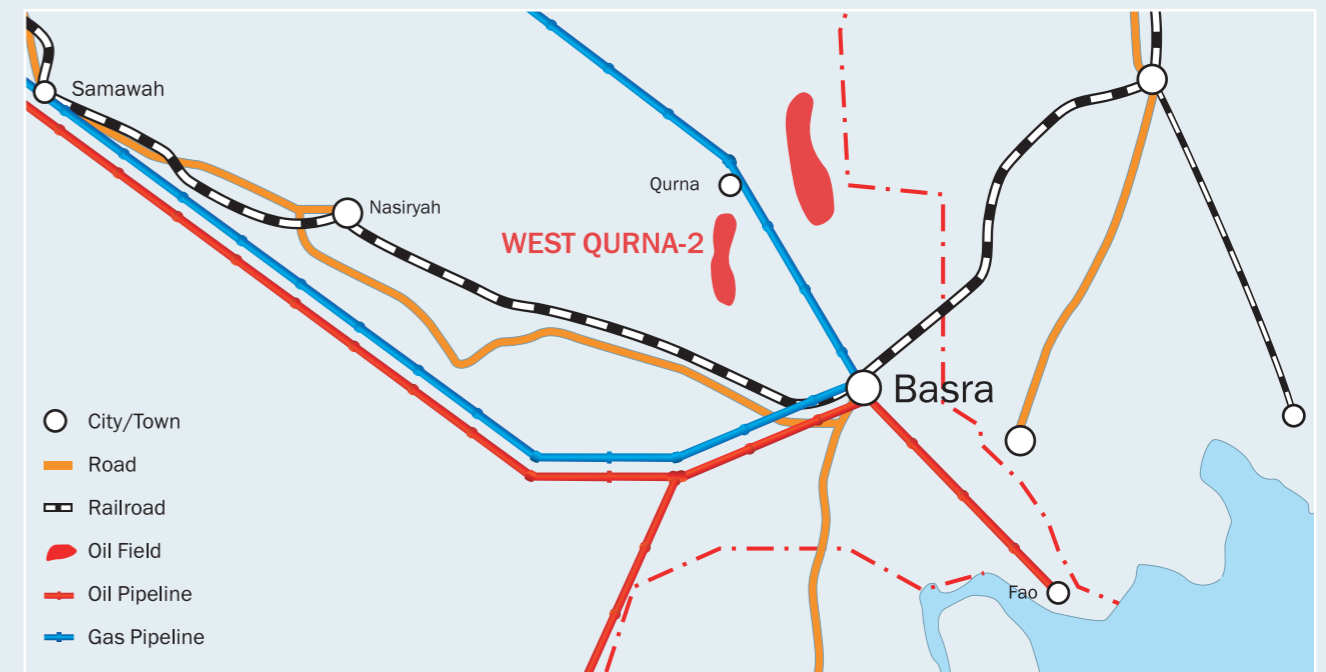 Samawah
Qurna
Nasiryah
WEST QURNA-2
Basra
City/Town
Road
Railroad
Oil Field
Oil Pipeline
Gas Pipeline
Fao